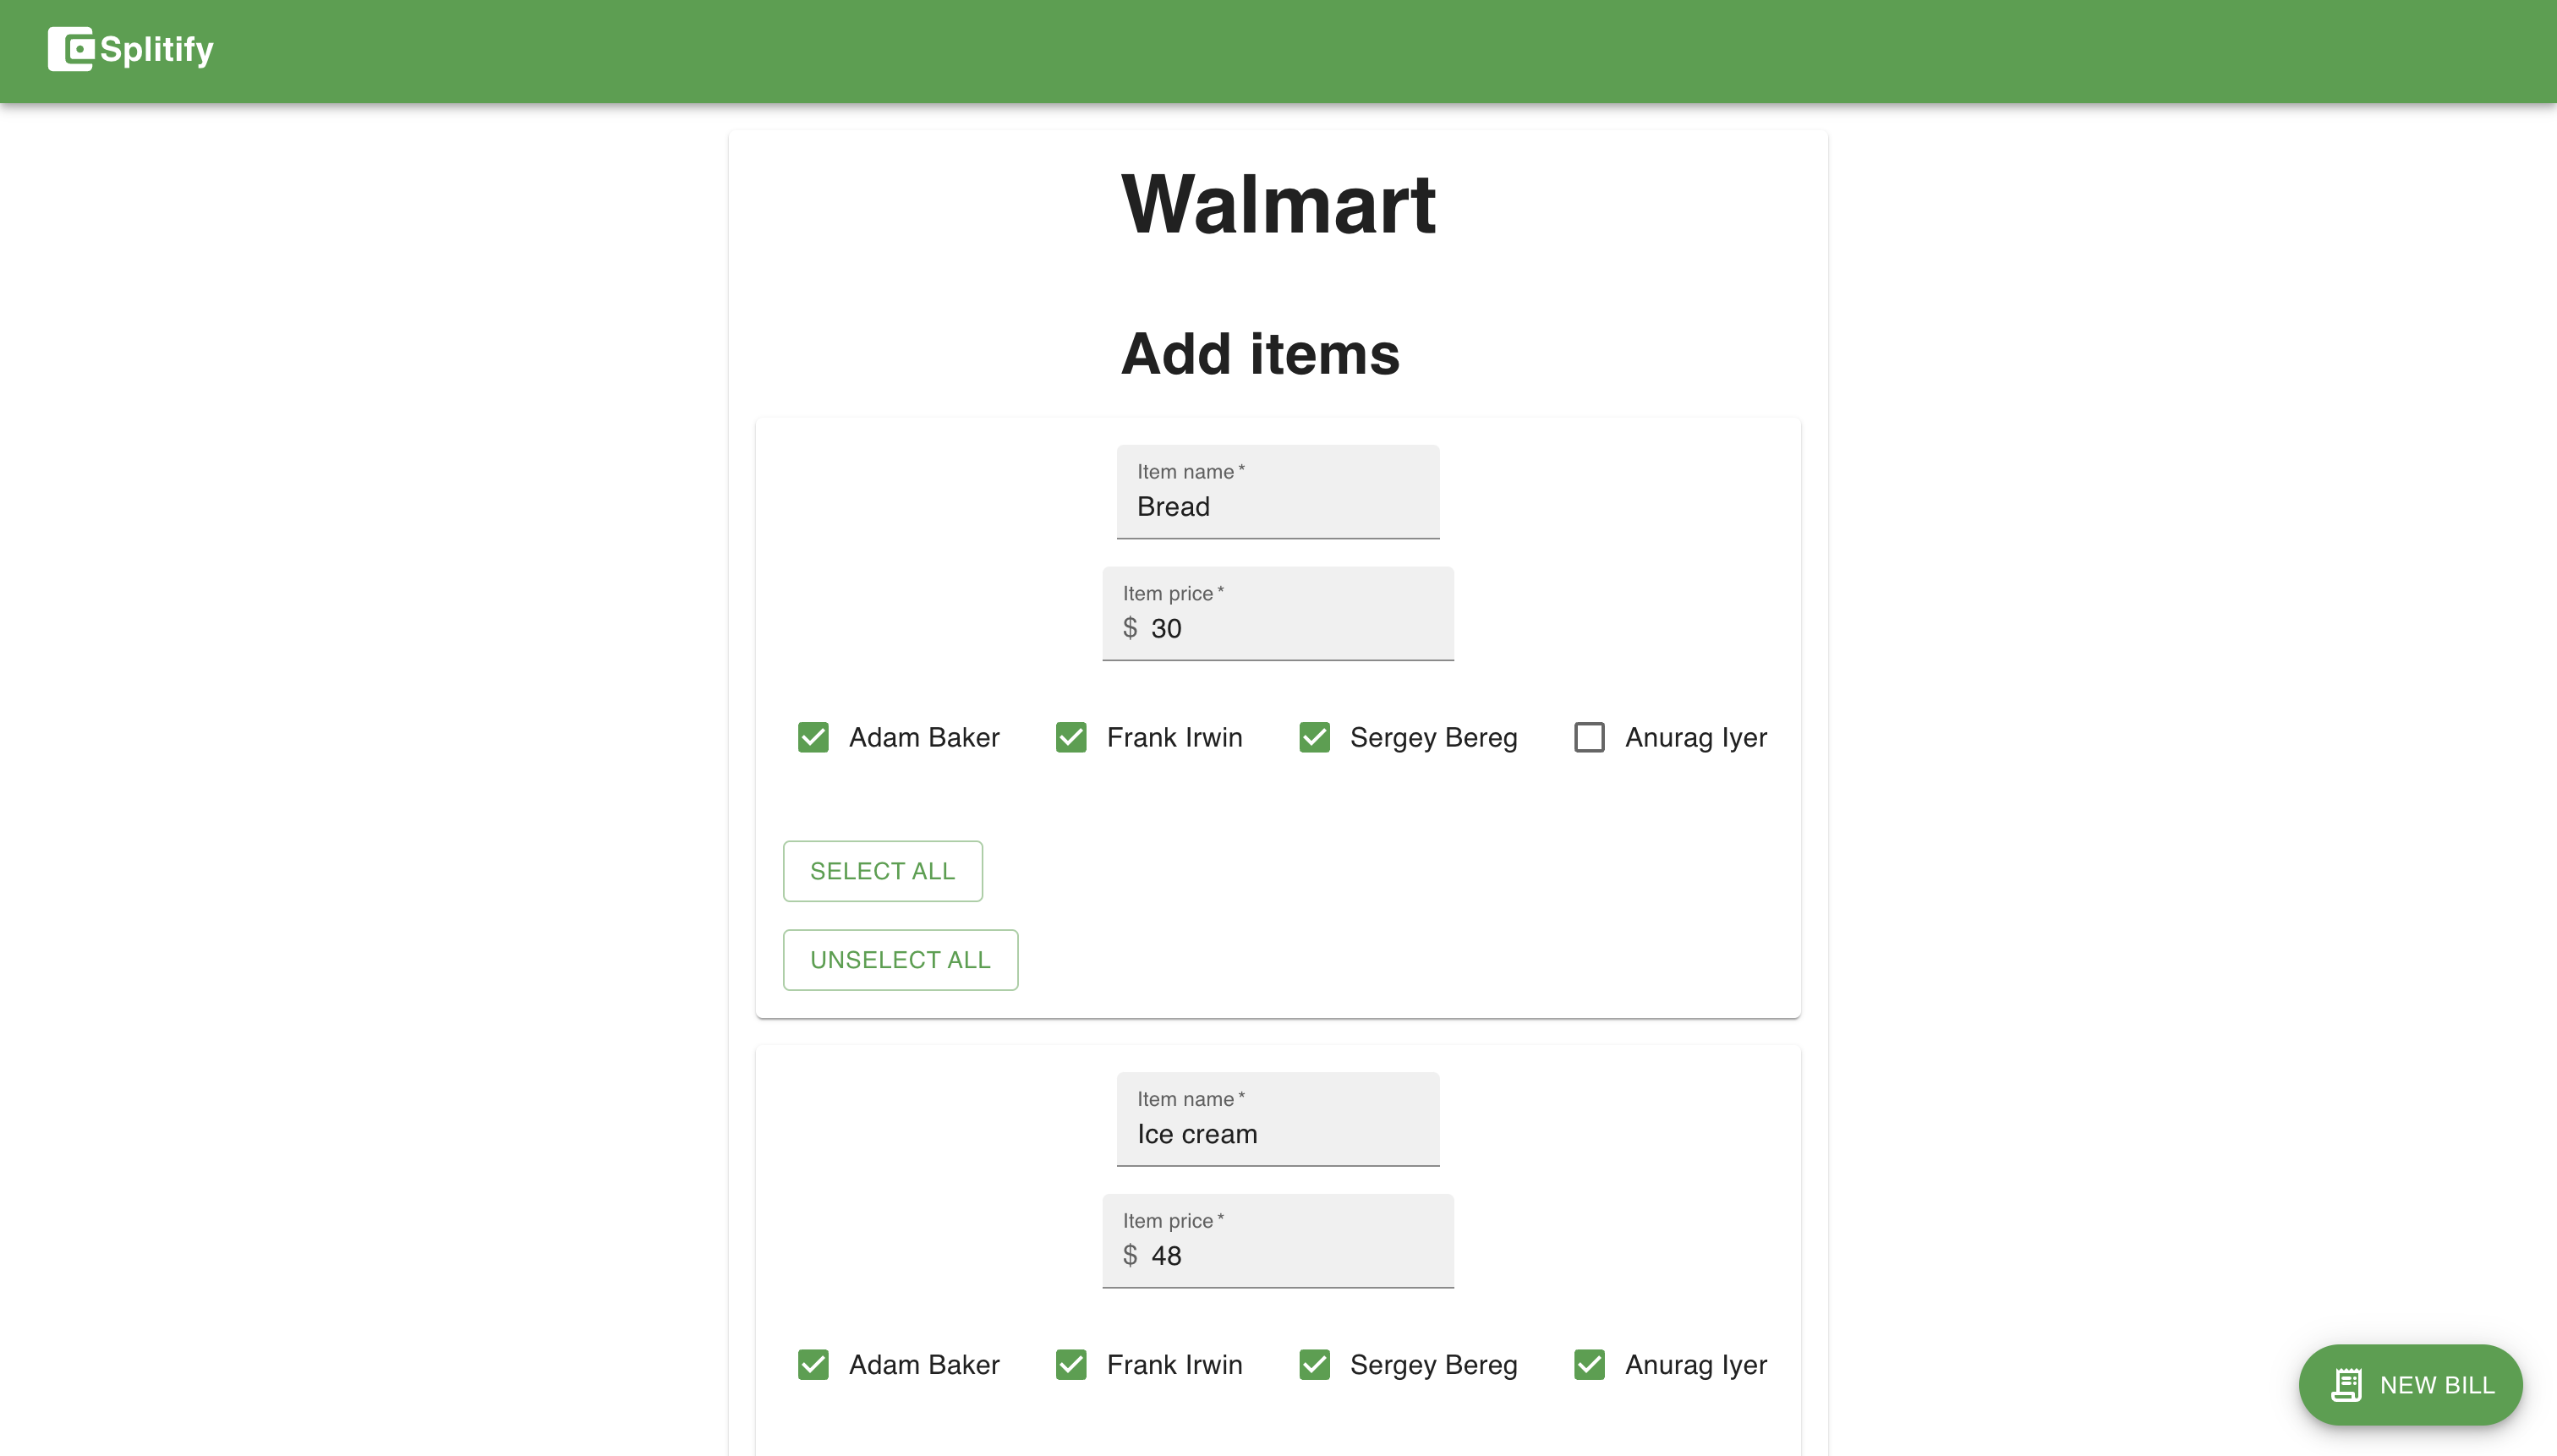 Splitify
Walmart
Add items
Item name *
Bread
Item price *
$ 30
Adam Baker Frank Irwin Sergey Bereg Anurag Iyer
SELECT ALL
UNSELECT ALL
Item name *
Ice cream
Item price *
$ 48
Adam Baker Frank Irwin Sergey Bereg Anurag Iyer
NEW BILL